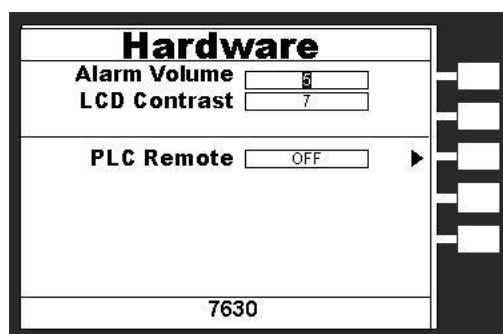 Hardware
Alarm Volume 5
LCD Contrast 7
PLC Remote OFF
7630